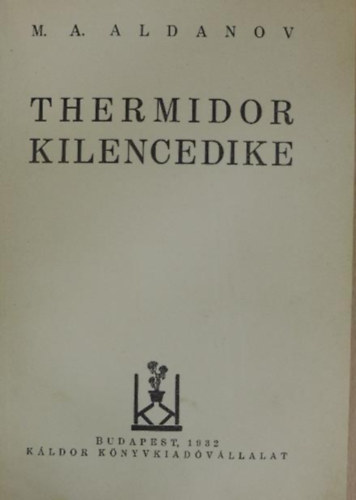 M. A. ALDANOV
THERMIDOR
KILENCEDIKE
BUDAPEST, 1932
KÁLDOR KÖNYVKIADÓVÁLLALAT